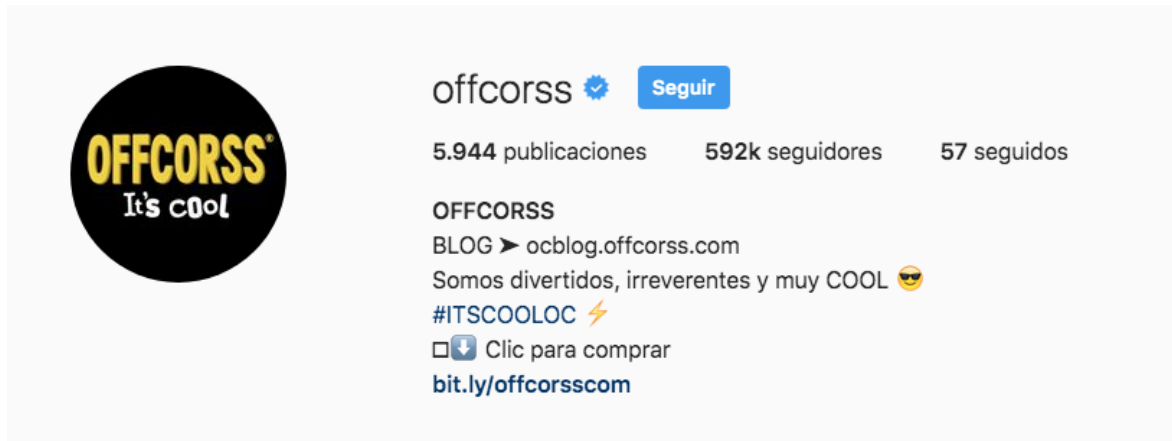 OFFCORSS®
It's cool
offcorss
Seguir
5.944 publicaciones 592k seguidores 57 seguidos
OFFCORSS
BLOG ➤ ocblog.offcorss.com
Somos divertidos, irreverentes y muy COOL 😎
#ITSCOOLOC ⚡
□⬇️ Clic para comprar
bit.ly/offcorsscom